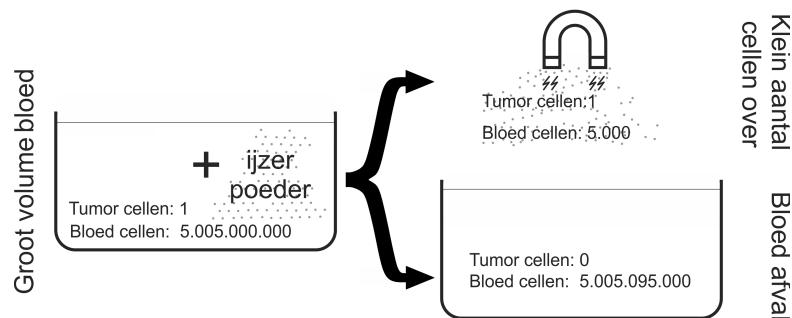 Groot volume bloed
+ ijzer
poeder
Tumor cellen: 1
Bloed cellen: 5.005.000.000
Tumor cellen:1
Bloed cellen: 5.000
Klein aantal
cellen over
Tumor cellen: 0
Bloed cellen: 5.005.095.000
Bloed afval